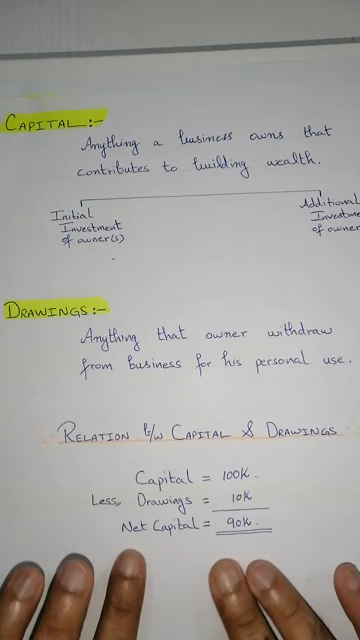 CAPITAL:-
Anything a business owns that
contributes to building wealth.
Initial
Investment
of owner(s)
Additional
Investme
of owner
DRAWINGS:-
Anything that owner withdraw
from business for his personal use.
RELATION b/w CAPITAL & DRAWINGS
Capital = 100K.
Less,, Drawings = 10K
Net Capital = 90K.